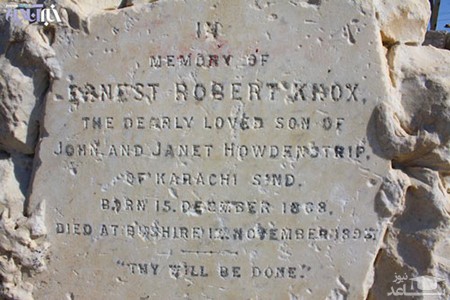 IN
MEMORY OF
ERNEST ROBERT KNOX,
THE DEARLY LOVED SON OF
JOHN AND JANET HOWDENSTRIP,
OF KARACHI SIND.
BORN 15. DECEMBER 1868.
DIED AT BUSHIRE 12. NOVEMBER
"THY WILL BE DONE."